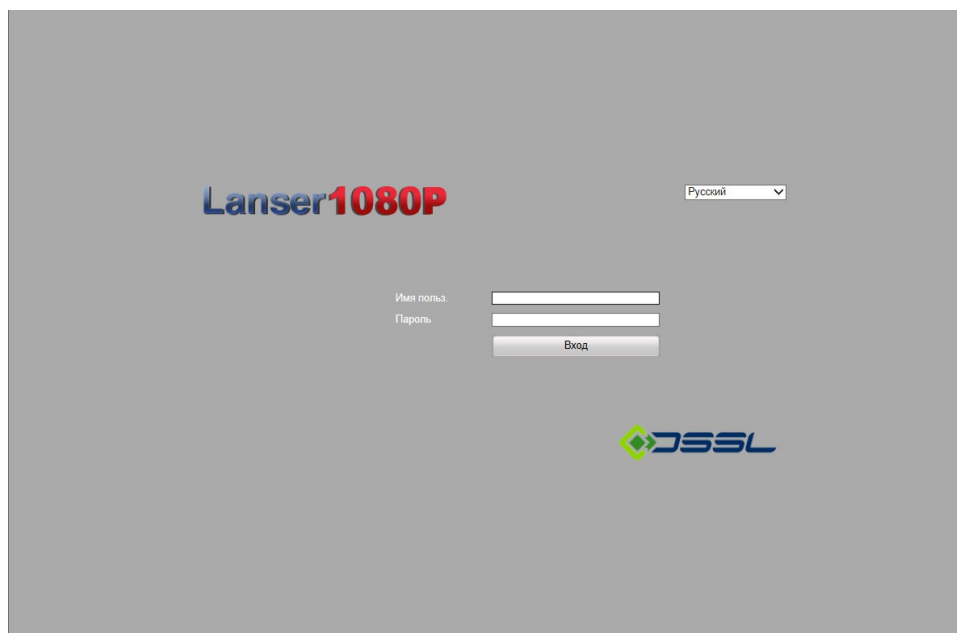 Lanser1080P
Русский
Имя польз.
Пароль
Вход
DSSL